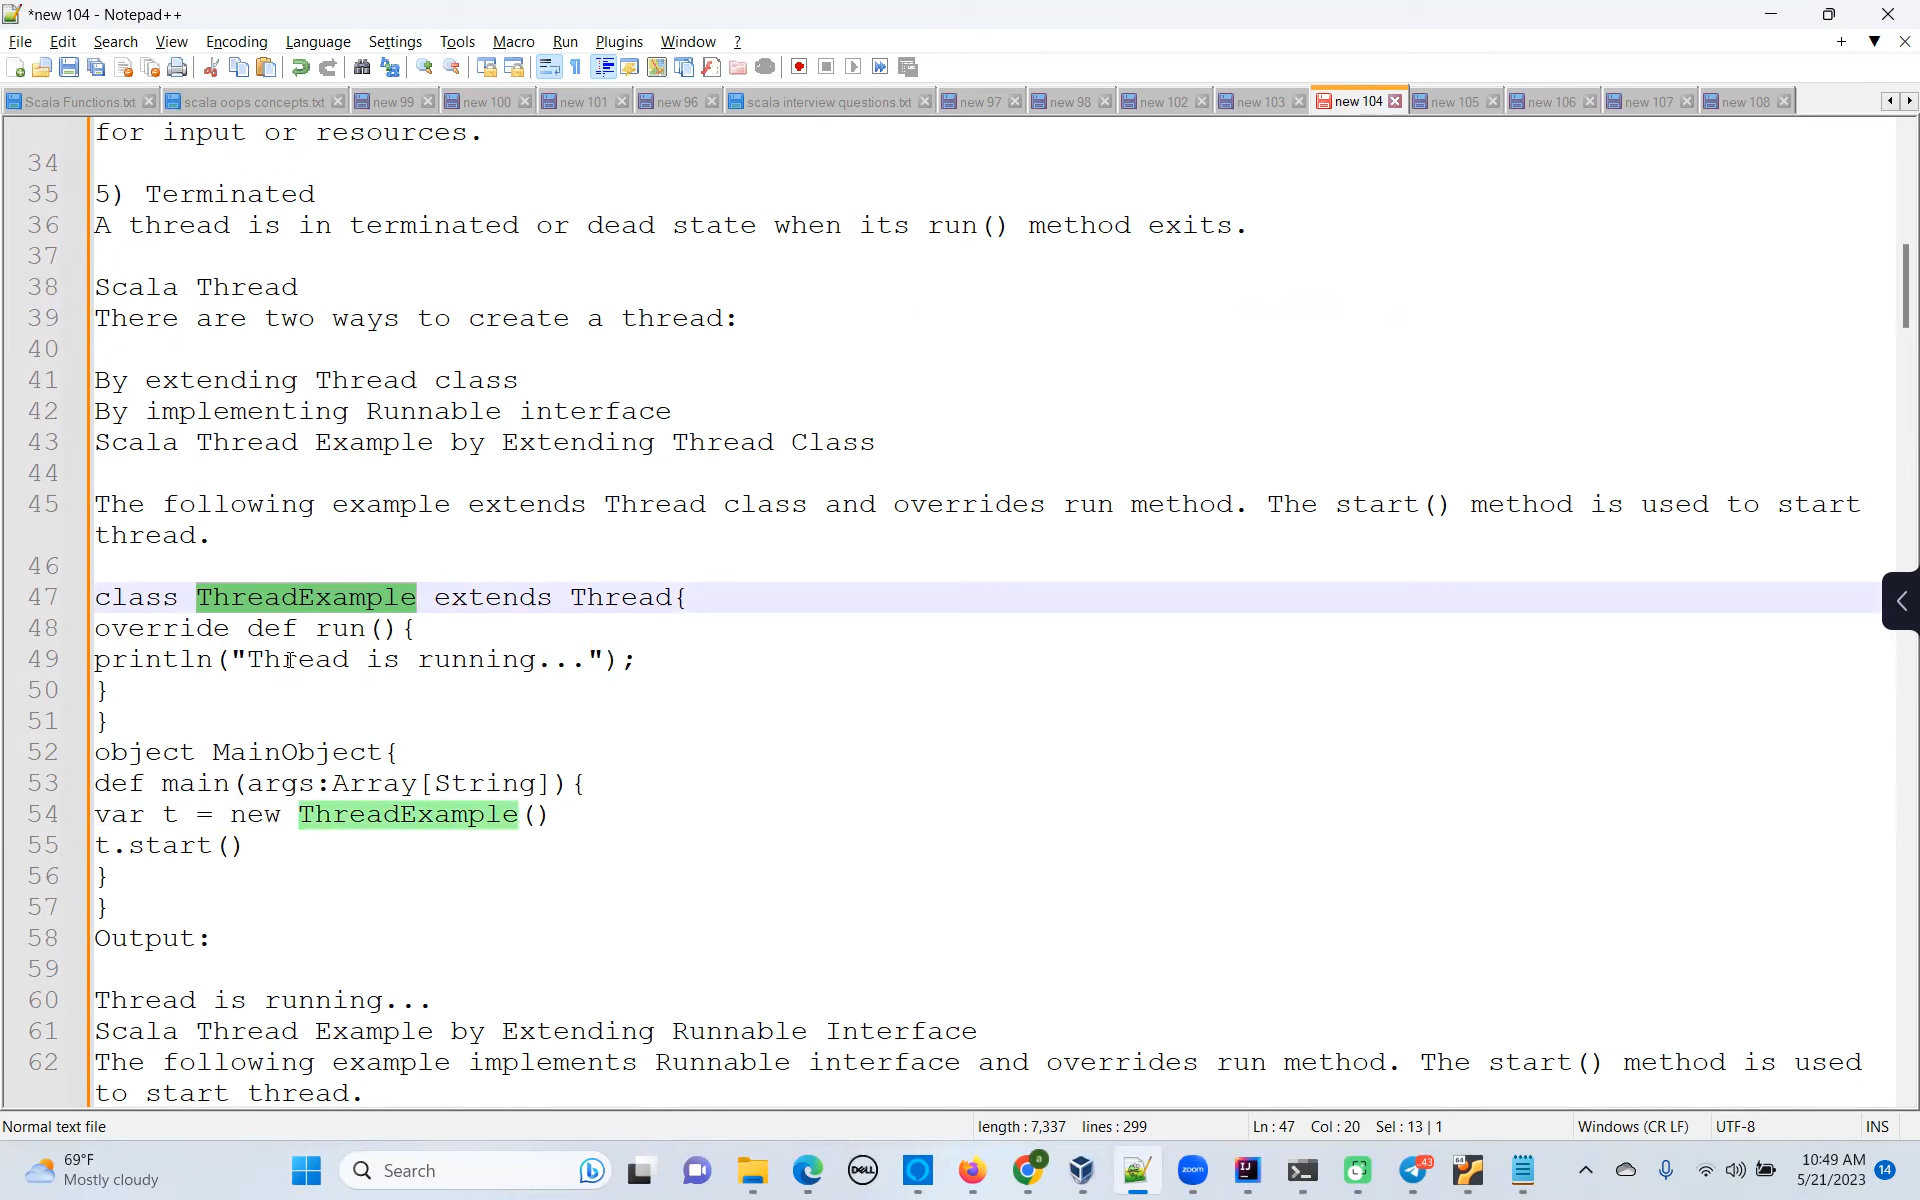 *new 104 - Notepad++
File Edit Search View Encoding Language Settings Tools Macro Run Plugins Window ?
Scala Functions.txt scala oops concepts.txt new 99 new 100 new 101 new 96 scala interview questions.txt new 97 new 98 new 102 new 103 new 104 new 105 new 106 new 107 new 108
for input or resources.
34
35 5) Terminated
36 A thread is in terminated or dead state when its run() method exits.
37
38 Scala Thread
39 There are two ways to create a thread:
40
41 By extending Thread class
42 By implementing Runnable interface
43 Scala Thread Example by Extending Thread Class
44
45 The following example extends Thread class and overrides run method. The start() method is used to start
thread.
46
47 class ThreadExample extends Thread{
48 override def run(){
49 println("Thread is running...");
50 }
51 }
52 object MainObject{
53 def main(args:Array[String]){
54 var t = new ThreadExample()
55 t.start()
56 }
57 }
58 Output:
59
60 Thread is running...
61 Scala Thread Example by Extending Runnable Interface
62 The following example implements Runnable interface and overrides run method. The start() method is used
to start thread.
Normal text file length : 7,337 lines : 299 Ln : 47 Col : 20 Sel : 13 | 1 Windows (CR LF) UTF-8 INS
69°F
Mostly cloudy
Search
DELL
zoom
IJ
43
64
10:49 AM
5/21/2023
14